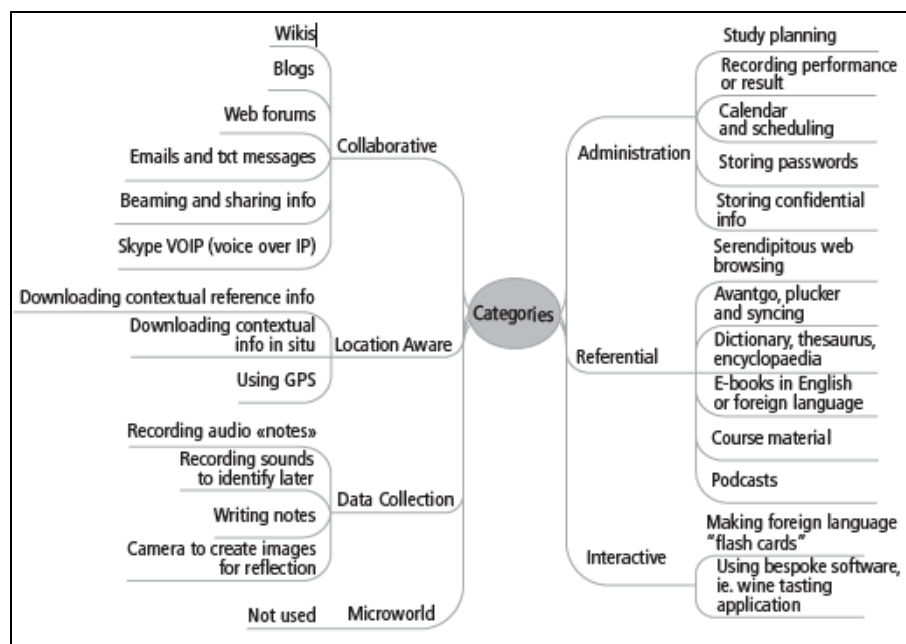 Wikis
Blogs
Web forums
Emails and txt messages
Beaming and sharing info
Skype VOIP (voice over IP)
Collaborative
Downloading contextual reference info
Downloading contextual
info in situ
Using GPS
Location Aware
Recording audio «notes»
Recording sounds
to identify later
Writing notes
Camera to create images
for reflection
Data Collection
Not used
Microworld
Categories
Administration
Study planning
Recording performance
or result
Calendar
and scheduling
Storing passwords
Storing confidential
info
Referential
Serendipitous web
browsing
Avantgo, plucker
and syncing
Dictionary, thesaurus,
encyclopaedia
E-books in English
or foreign language
Course material
Podcasts
Interactive
Making foreign language
“flash cards”
Using bespoke software,
ie. wine tasting
application